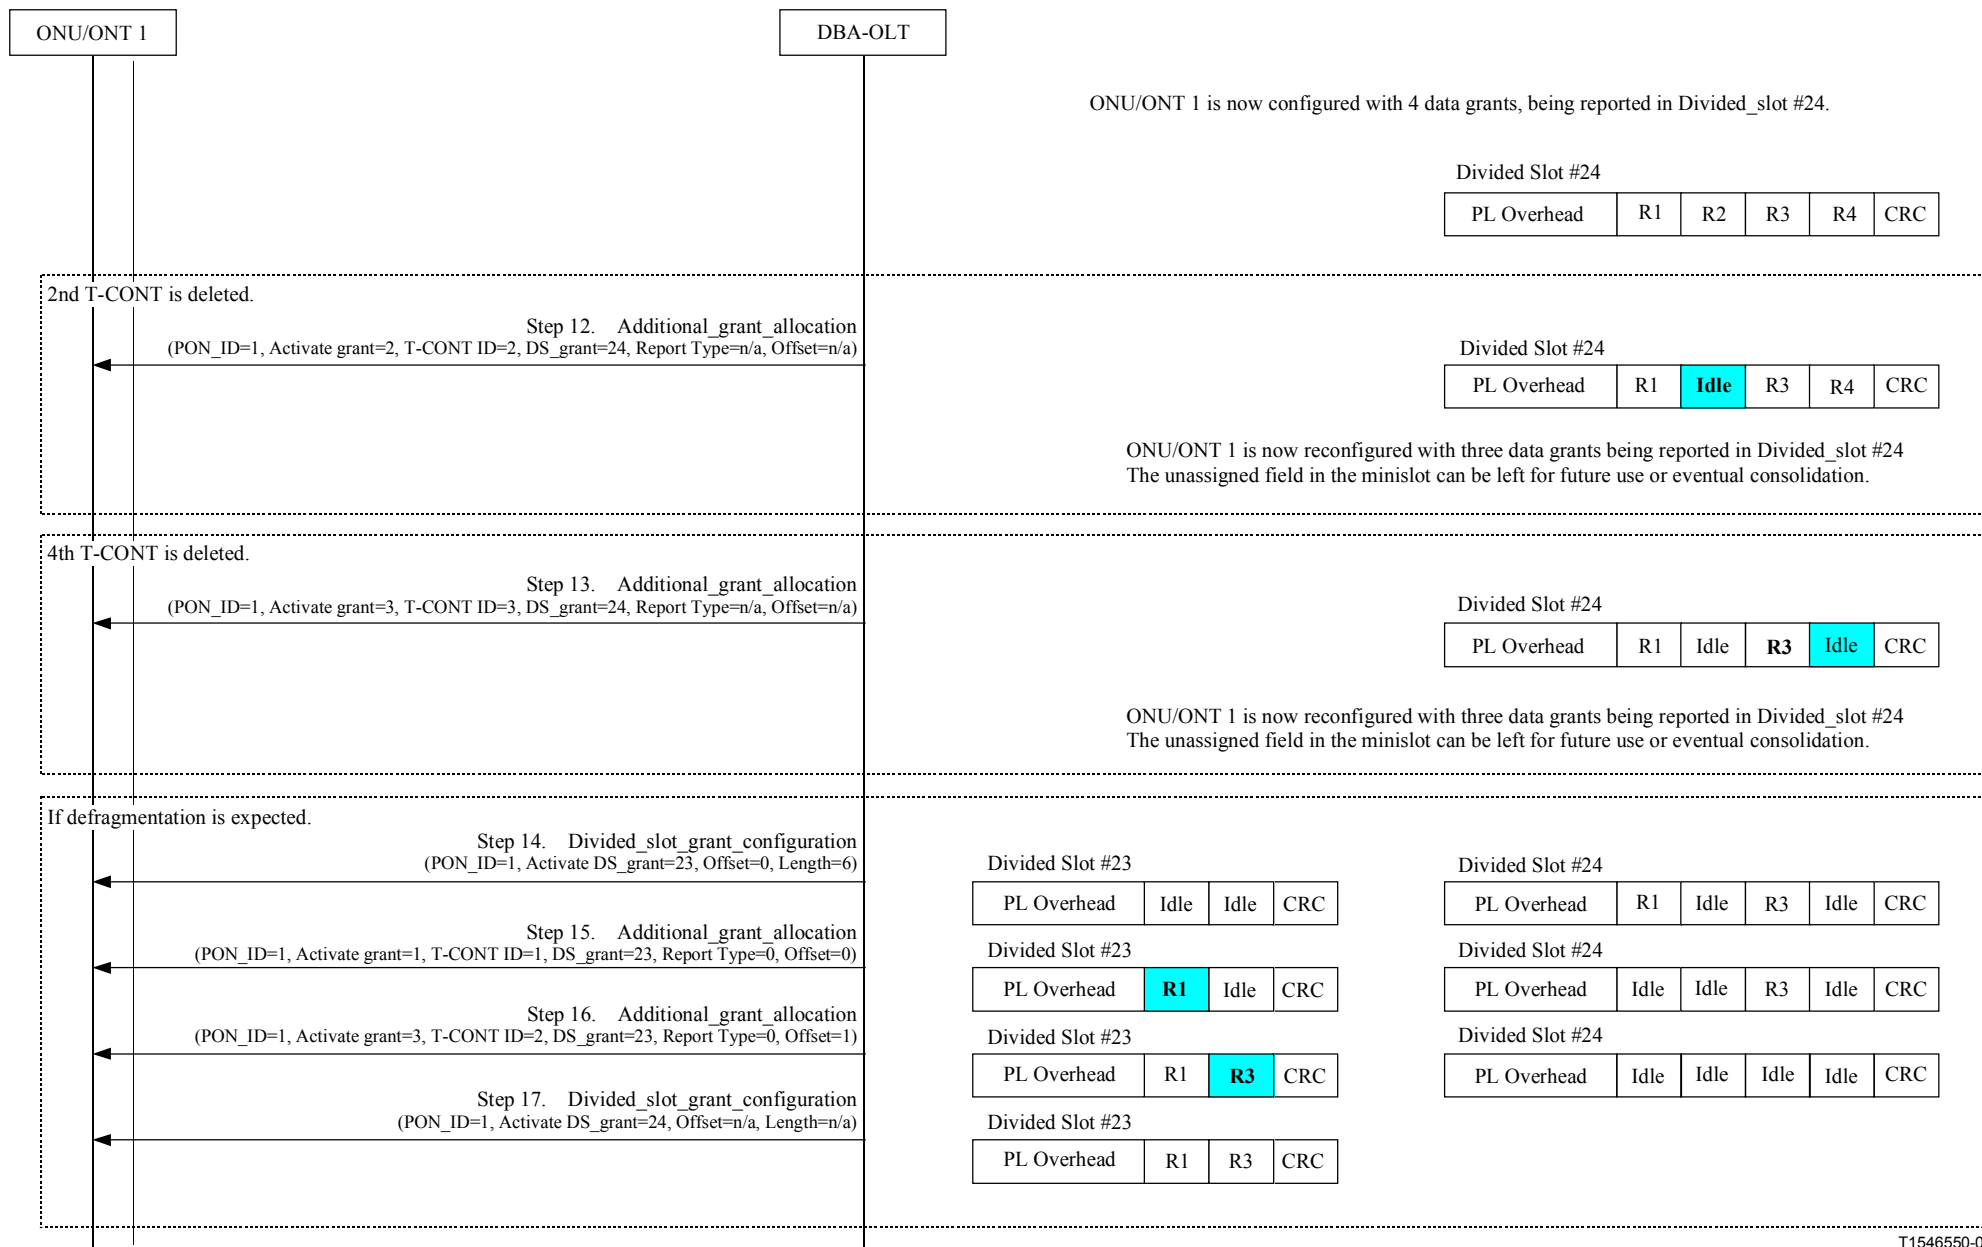 ONU/ONT 1
DBA-OLT
ONU/ONT 1 is now configured with 4 data grants, being reported in Divided_slot #24.
Divided Slot #24
PL Overhead R1 R2 R3 R4 CRC
2nd T-CONT is deleted.
Step 12. Additional_grant_allocation
(PON_ID=1, Activate grant=2, T-CONT ID=2, DS_grant=24, Report Type=n/a, Offset=n/a)
Divided Slot #24
PL Overhead R1 Idle R3 R4 CRC
ONU/ONT 1 is now reconfigured with three data grants being reported in Divided_slot #24
The unassigned field in the minislot can be left for future use or eventual consolidation.
4th T-CONT is deleted.
Step 13. Additional_grant_allocation
(PON_ID=1, Activate grant=3, T-CONT ID=3, DS_grant=24, Report Type=n/a, Offset=n/a)
Divided Slot #24
PL Overhead R1 Idle R3 Idle CRC
ONU/ONT 1 is now reconfigured with three data grants being reported in Divided_slot #24
The unassigned field in the minislot can be left for future use or eventual consolidation.
If defragmentation is expected.
Step 14. Divided_slot_grant_configuration
(PON_ID=1, Activate DS_grant=23, Offset=0, Length=6)
Divided Slot #23
PL Overhead Idle Idle CRC
Divided Slot #24
PL Overhead R1 Idle R3 Idle CRC
Step 15. Additional_grant_allocation
(PON_ID=1, Activate grant=1, T-CONT ID=1, DS_grant=23, Report Type=0, Offset=0)
Divided Slot #23
PL Overhead R1 Idle CRC
Divided Slot #24
PL Overhead Idle Idle R3 Idle CRC
Step 16. Additional_grant_allocation
(PON_ID=1, Activate grant=3, T-CONT ID=2, DS_grant=23, Report Type=0, Offset=1)
Divided Slot #23
PL Overhead R1 R3 CRC
Divided Slot #24
PL Overhead Idle Idle Idle Idle CRC
Step 17. Divided_slot_grant_configuration
(PON_ID=1, Activate DS_grant=24, Offset=n/a, Length=n/a)
Divided Slot #23
PL Overhead R1 R3 CRC
T1546550-0